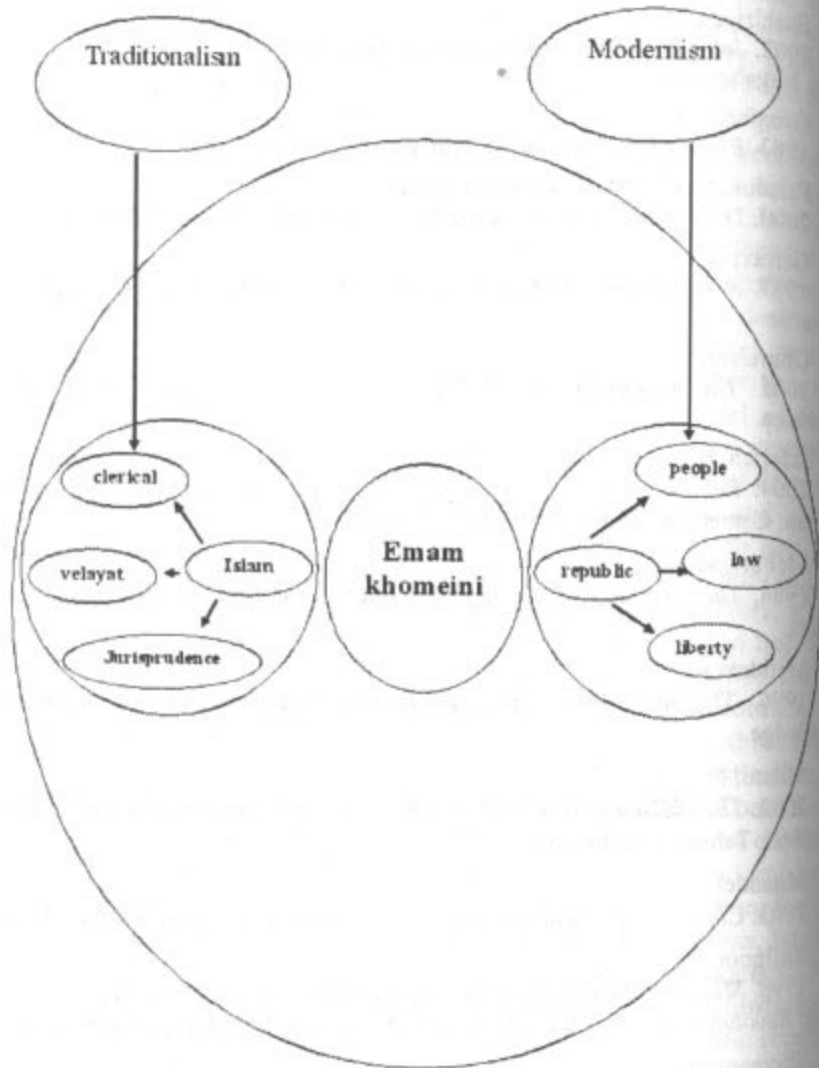 Traditionalism
Modernism
clerical
people
velayat
Islam
Emam
khomeini
republic
law
Jurisprudence
liberty